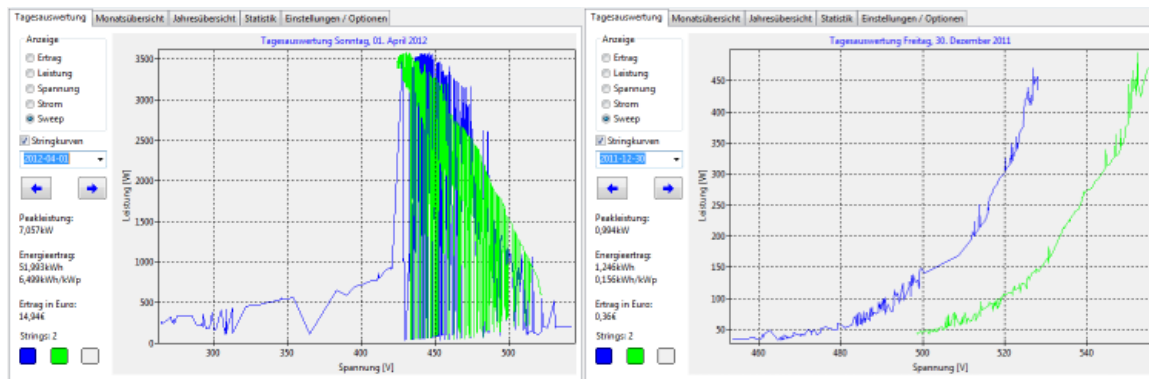 Tagesauswertung Monatsübersicht Jahresübersicht Statistik Einstellungen / Optionen
Anzeige
Ertrag
Leistung
Spannung
Strom
Sweep
Stringkurven
2012-04-01
Peakleistung:
7,057kW
Energieertrag:
51,993kWh
6,499kWh/kWp
Ertrag in Euro:
14,94€
Strings: 2
Tagesauswertung Sonntag, 01. April 2012
Leistung [W]
3500
3000
2500
2000
1500
1000
500
0
300 350 400 450 500
Spannung [V]
Tagesauswertung Monatsübersicht Jahresübersicht Statistik Einstellungen / Optionen
Anzeige
Ertrag
Leistung
Spannung
Strom
Sweep
Stringkurven
2011-12-30
Peakleistung:
0,994kW
Energieertrag:
1,246kWh
0,156kWh/kWp
Ertrag in Euro:
0,36€
Strings: 2
Tagesauswertung Freitag, 30. Dezember 2011
Leistung [W]
450
400
350
300
250
200
150
100
50
460 480 500 520 540
Spannung [V]